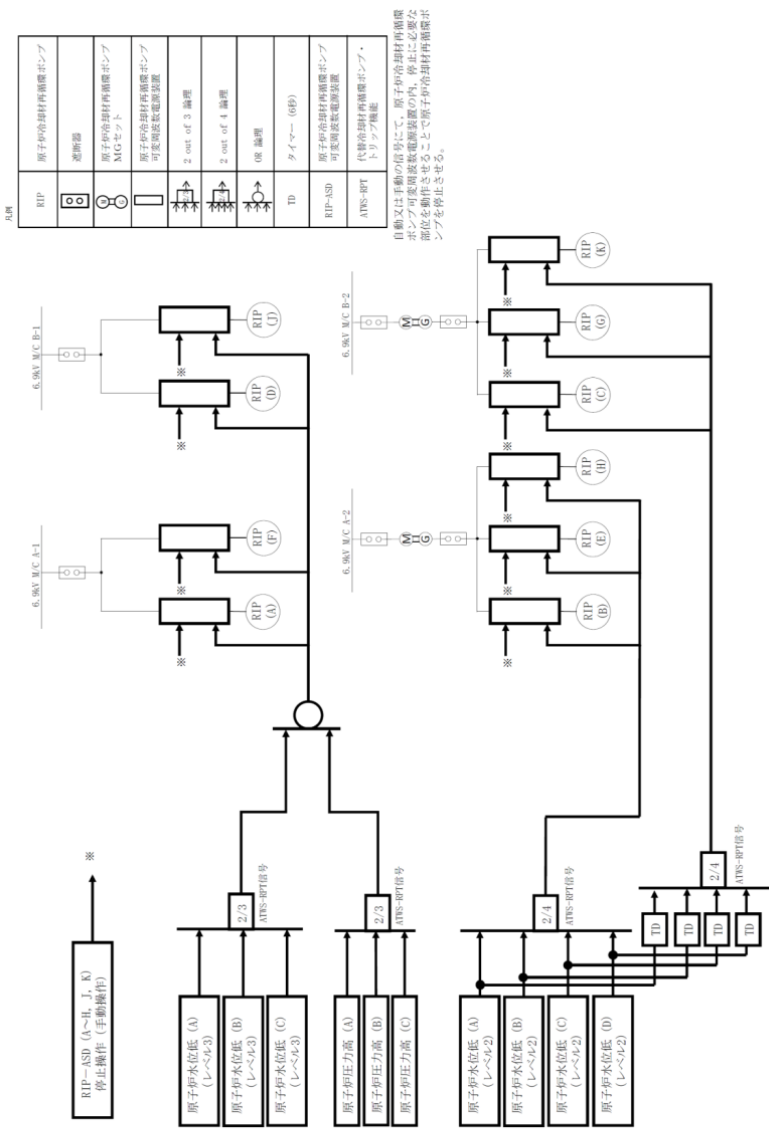 凡例
RIP
原子炉冷却材再循環ポンプ
遮断器
M
G
原子炉冷却材再循環ポンプ
MGセット
原子炉冷却材再循環ポンプ
可変周波数電源装置
2/3
2 out of 3 論理
2/4
2 out of 4 論理
OR 論理
TD
タイマー (6秒)
RIP-ASD
原子炉冷却材再循環ポンプ
可変周波数電源装置
ATWS-RPT
代替冷却材再循環ポンプ・
トリップ機能
自動又は手動の信号にて，原子炉冷却材再循環
ポンプ可変周波数電源装置の内，停止に必要な
部位を動作させることで原子炉冷却材再循環ポ
ンプを停止させる。
RIP－ASD (A～H, J, K)
停止操作 (手動操作)
※
6.9kV M/C A-1
6.9kV M/C B-1
※
※
※
※
RIP
(A)
RIP
(F)
RIP
(D)
RIP
(J)
原子炉水位低 (A)
(レベル3)
原子炉水位低 (B)
(レベル3)
原子炉水位低 (C)
(レベル3)
2/3
ATWS-RPT信号
原子炉圧力高 (A)
原子炉圧力高 (B)
原子炉圧力高 (C)
2/3
ATWS-RPT信号
6.9kV M/C A-2
6.9kV M/C B-2
M
G
M
G
※
※
※
※
※
※
RIP
(B)
RIP
(E)
RIP
(H)
RIP
(C)
RIP
(G)
RIP
(K)
原子炉水位低 (A)
(レベル2)
原子炉水位低 (B)
(レベル2)
原子炉水位低 (C)
(レベル2)
原子炉水位低 (D)
(レベル2)
2/4
ATWS-RPT信号
TD
TD
TD
TD
2/4
ATWS-RPT信号